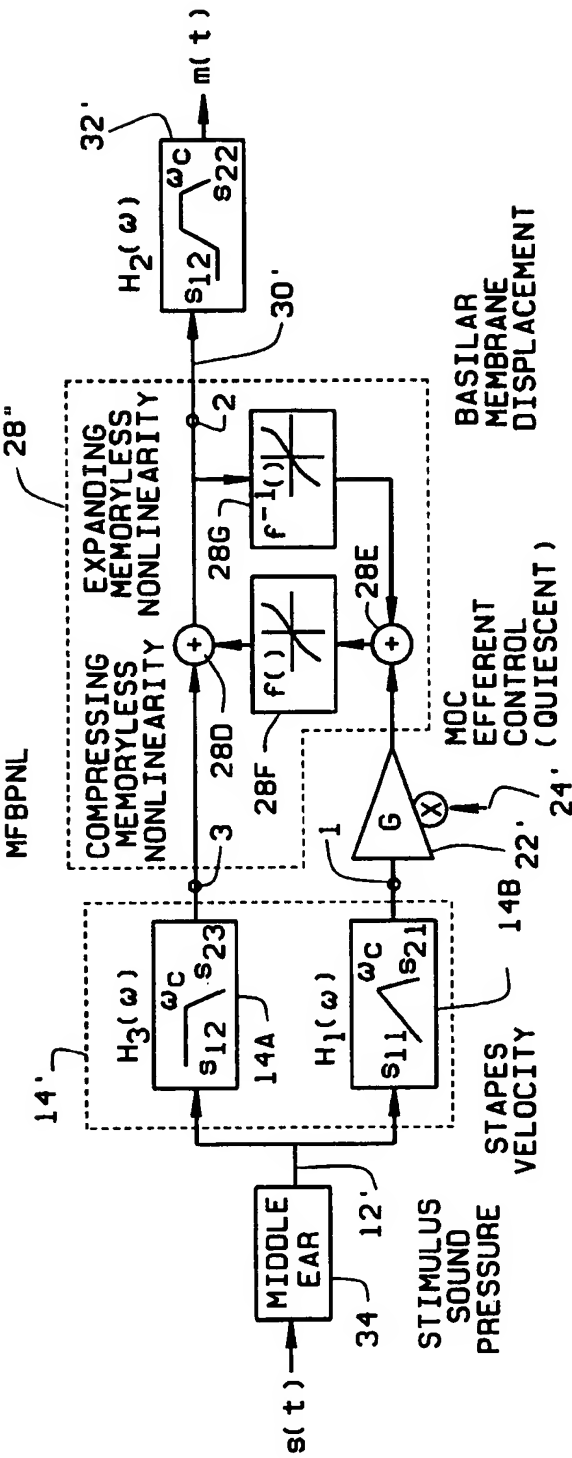 MFBPNL
28"
14'
COMPRESSING
MEMORYLESS
NONLINEARITY
EXPANDING
MEMORYLESS
NONLINEARITY
H3(ω)
s12
ωC
s23
14A
3
28D
+
2
30'
H2(ω)
32'
s12
ωC
s22
m(t)
s(t)
MIDDLE
EAR
34
12'
f()
28F
f-1()
28G
28E
+
H1(ω)
s11
ωC
s21
14B
1
G
22'
X
24'
STIMULUS
SOUND
PRESSURE
STAPES
VELOCITY
MOC
EFFERENT
CONTROL
(QUIESCENT)
BASILAR
MEMBRANE
DISPLACEMENT